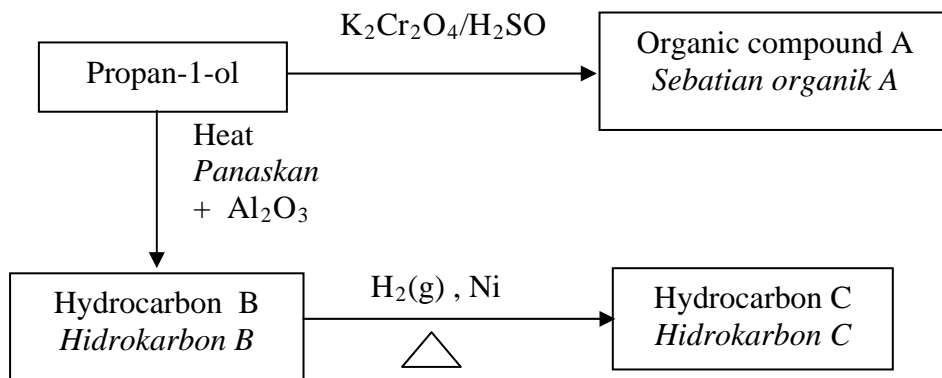 K₂Cr₂O₄/H₂SO
Propan-1-ol
Organic compound A
Sebatian organik A
Heat
Panaskan
+ Al₂O₃
Hydrocarbon B
Hidrokarbon B
H₂(g) , Ni
Hydrocarbon C
Hidrokarbon C